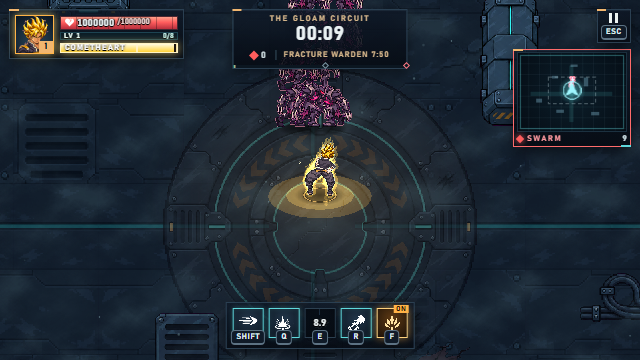 1000000/1000000
LV 1
0/8
COMETHEART
1
THE GLOAM CIRCUIT
00:09
0
FRACTURE WARDEN 7:50
ESC
SWARM
9
ON
8.9
SHIFT
Q
E
R
F